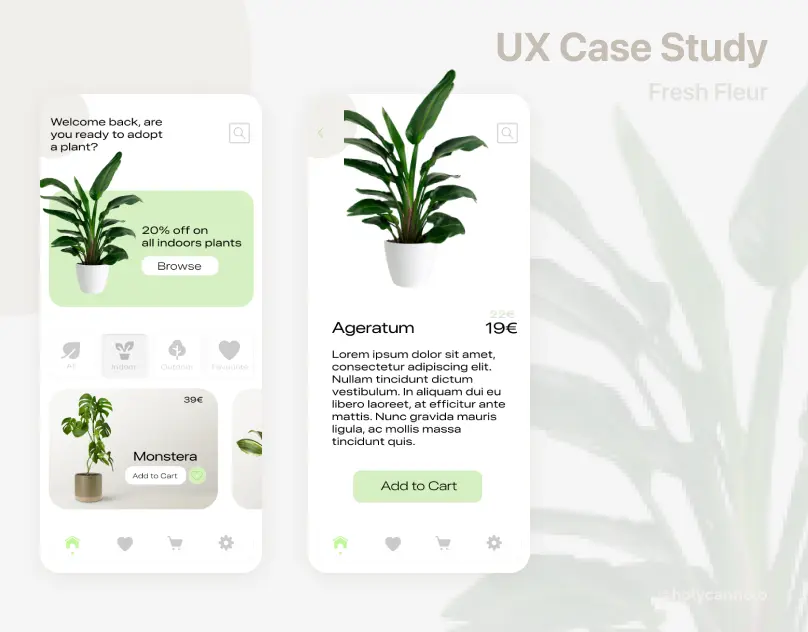 UX Case Study
Fresh Fleur
Welcome back, are
you ready to adopt
a plant?
20% off on
all indoors plants
Browse
All
Indoor
Outdoor
Favourite
39€
Monstera
Add to Cart
22€
Ageratum
19€
Lorem ipsum dolor sit amet,
consectetur adipiscing elit.
Nullam tincidunt dictum
vestibulum. In aliquam dui eu
libero laoreet, at efficitur ante
mattis. Nunc gravida mauris
ligula, ac mollis massa
tincidunt quis.
Add to Cart